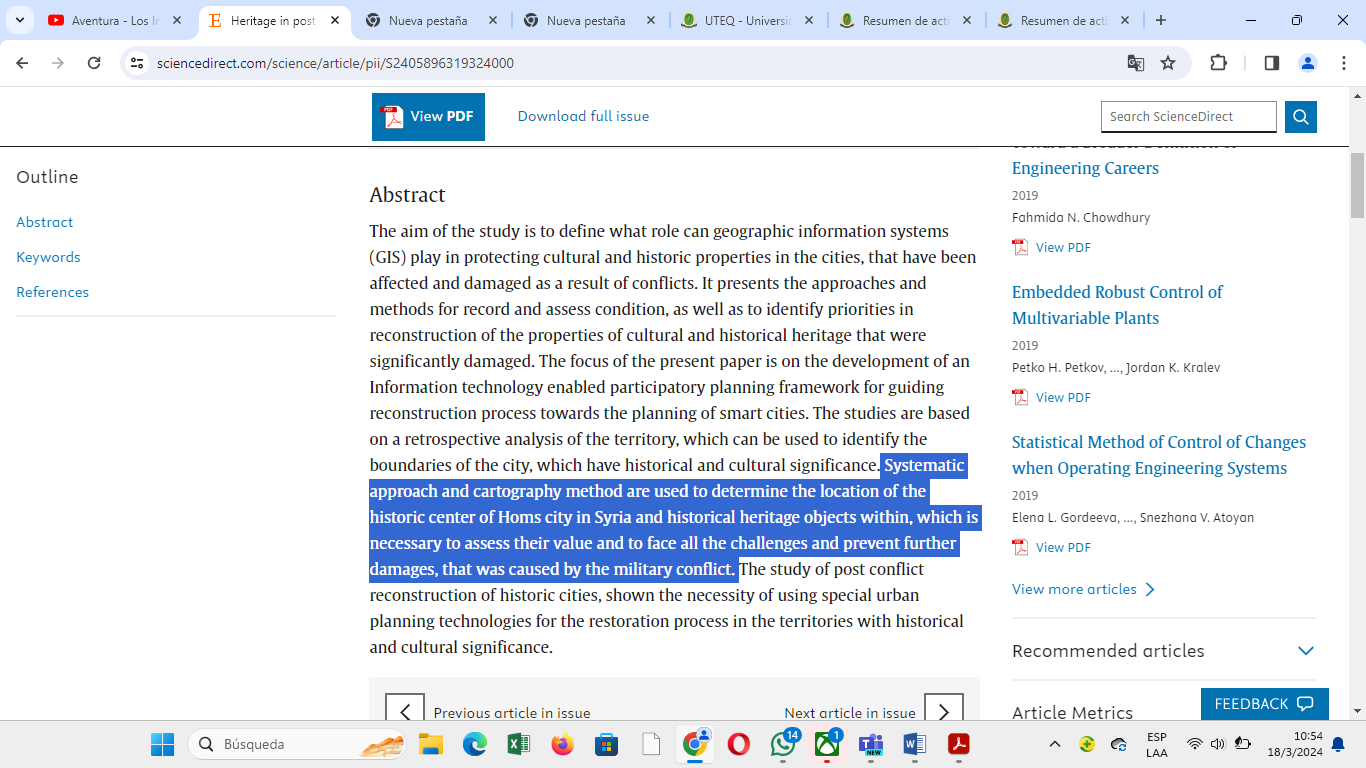 Aventura - Los In
Heritage in post
Nueva pestaña
Nueva pestaña
UTEQ - Universid
Resumen de acti
Resumen de acti
sciencedirect.com/science/article/pii/S2405896319324000
View PDF
Download full issue
Search ScienceDirect
Outline
Abstract
Keywords
References
Abstract
The aim of the study is to define what role can geographic information systems
(GIS) play in protecting cultural and historic properties in the cities, that have been
affected and damaged as a result of conflicts. It presents the approaches and
methods for record and assess condition, as well as to identify priorities in
reconstruction of the properties of cultural and historical heritage that were
significantly damaged. The focus of the present paper is on the development of an
Information technology enabled participatory planning framework for guiding
reconstruction process towards the planning of smart cities. The studies are based
on a retrospective analysis of the territory, which can be used to identify the
boundaries of the city, which have historical and cultural significance. Systematic
approach and cartography method are used to determine the location of the
historic center of Homs city in Syria and historical heritage objects within, which is
necessary to assess their value and to face all the challenges and prevent further
damages, that was caused by the military conflict. The study of post conflict
reconstruction of historic cities, shown the necessity of using special urban
planning technologies for the restoration process in the territories with historical
and cultural significance.
Previous article in issue
Next article in issue
Toward a Broader Definition of
Engineering Careers
2019
Fahmida N. Chowdhury
View PDF
Embedded Robust Control of
Multivariable Plants
2019
Petko H. Petkov, ..., Jordan K. Kralev
View PDF
Statistical Method of Control of Changes
when Operating Engineering Systems
2019
Elena L. Gordeeva, ..., Snezhana V. Atoyan
View PDF
View more articles
Recommended articles
FEEDBACK
Article Metrics
Búsqueda
14
1
NEW
ESP
LAA
10:54
18/3/2024